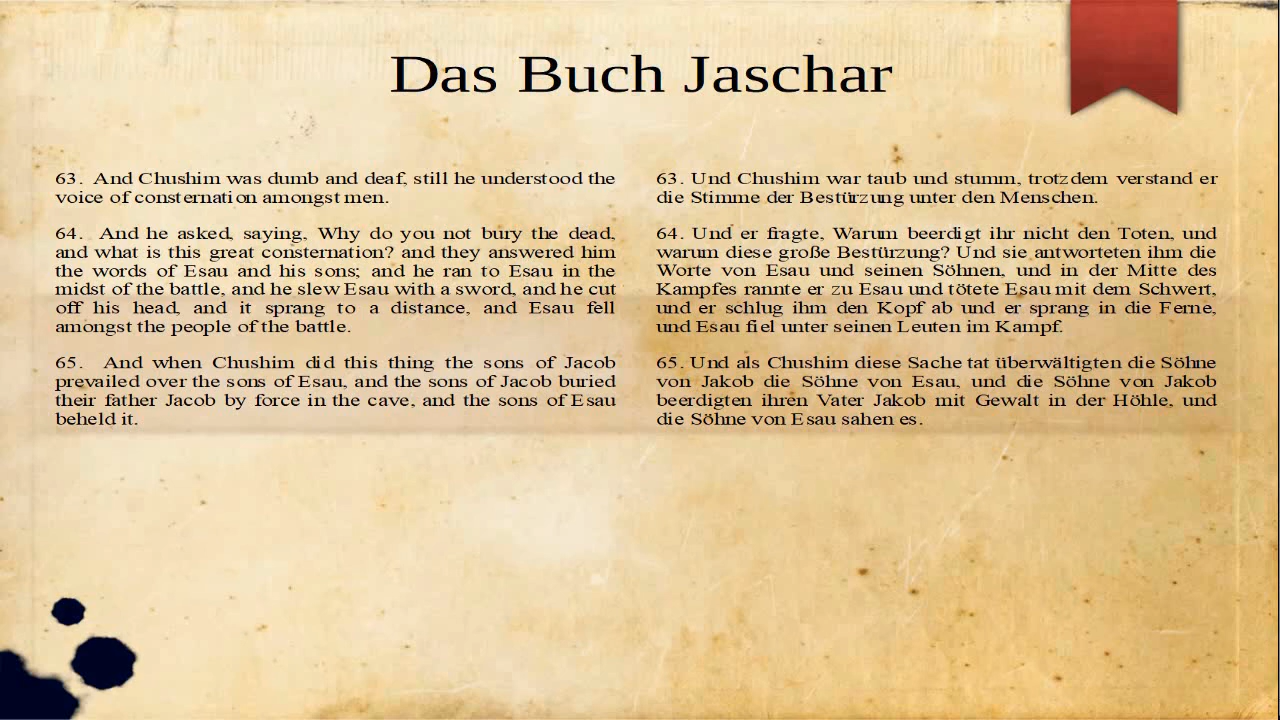 Das Buch Jaschar
63. And Chushim was dumb and deaf, still he understood the
voice of consternation amongst men.
64. And he asked, saying, Why do you not bury the dead,
and what is this great consternation? and they answered him
the words of Esau and his sons; and he ran to Esau in the
midst of the battle, and he slew Esau with a sword, and he cut
off his head, and it sprang to a distance, and Esau fell
amongst the people of the battle.
65. And when Chushim did this thing the sons of Jacob
prevailed over the sons of Esau, and the sons of Jacob buried
their father Jacob by force in the cave, and the sons of Esau
beheld it.
63. Und Chushim war taub und stumm, trotzdem verstand er
die Stimme der Bestürzung unter den Menschen.
64. Und er fragte, Warum beerdigt ihr nicht den Toten, und
warum diese große Bestürzung? Und sie antworteten ihm die
Worte von Esau und seinen Söhnen, und in der Mitte des
Kampfes rannte er zu Esau und tötete Esau mit dem Schwert,
und er schlug ihm den Kopf ab und er sprang in die Ferne,
und Esau fiel unter seinen Leuten im Kampf.
65. Und als Chushim diese Sache tat überwältigten die Söhne
von Jakob die Söhne von Esau, und die Söhne von Jakob
beerdigten ihren Vater Jakob mit Gewalt in der Höhle, und
die Söhne von Esau sahen es.